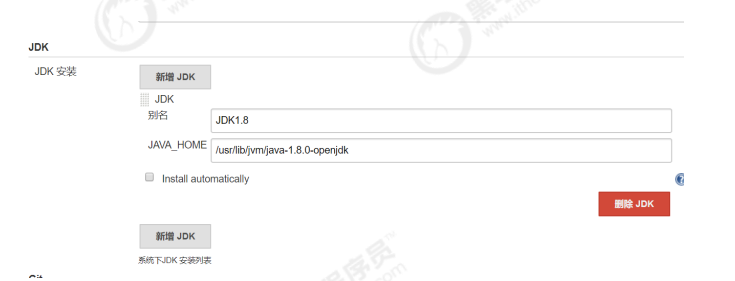 JDK
JDK 安装
新增 JDK
JDK
别名
JDK1.8
JAVA_HOME
/usr/lib/jvm/java-1.8.0-openjdk
Install automatically
删除 JDK
新增 JDK
系统下JDK 安装列表